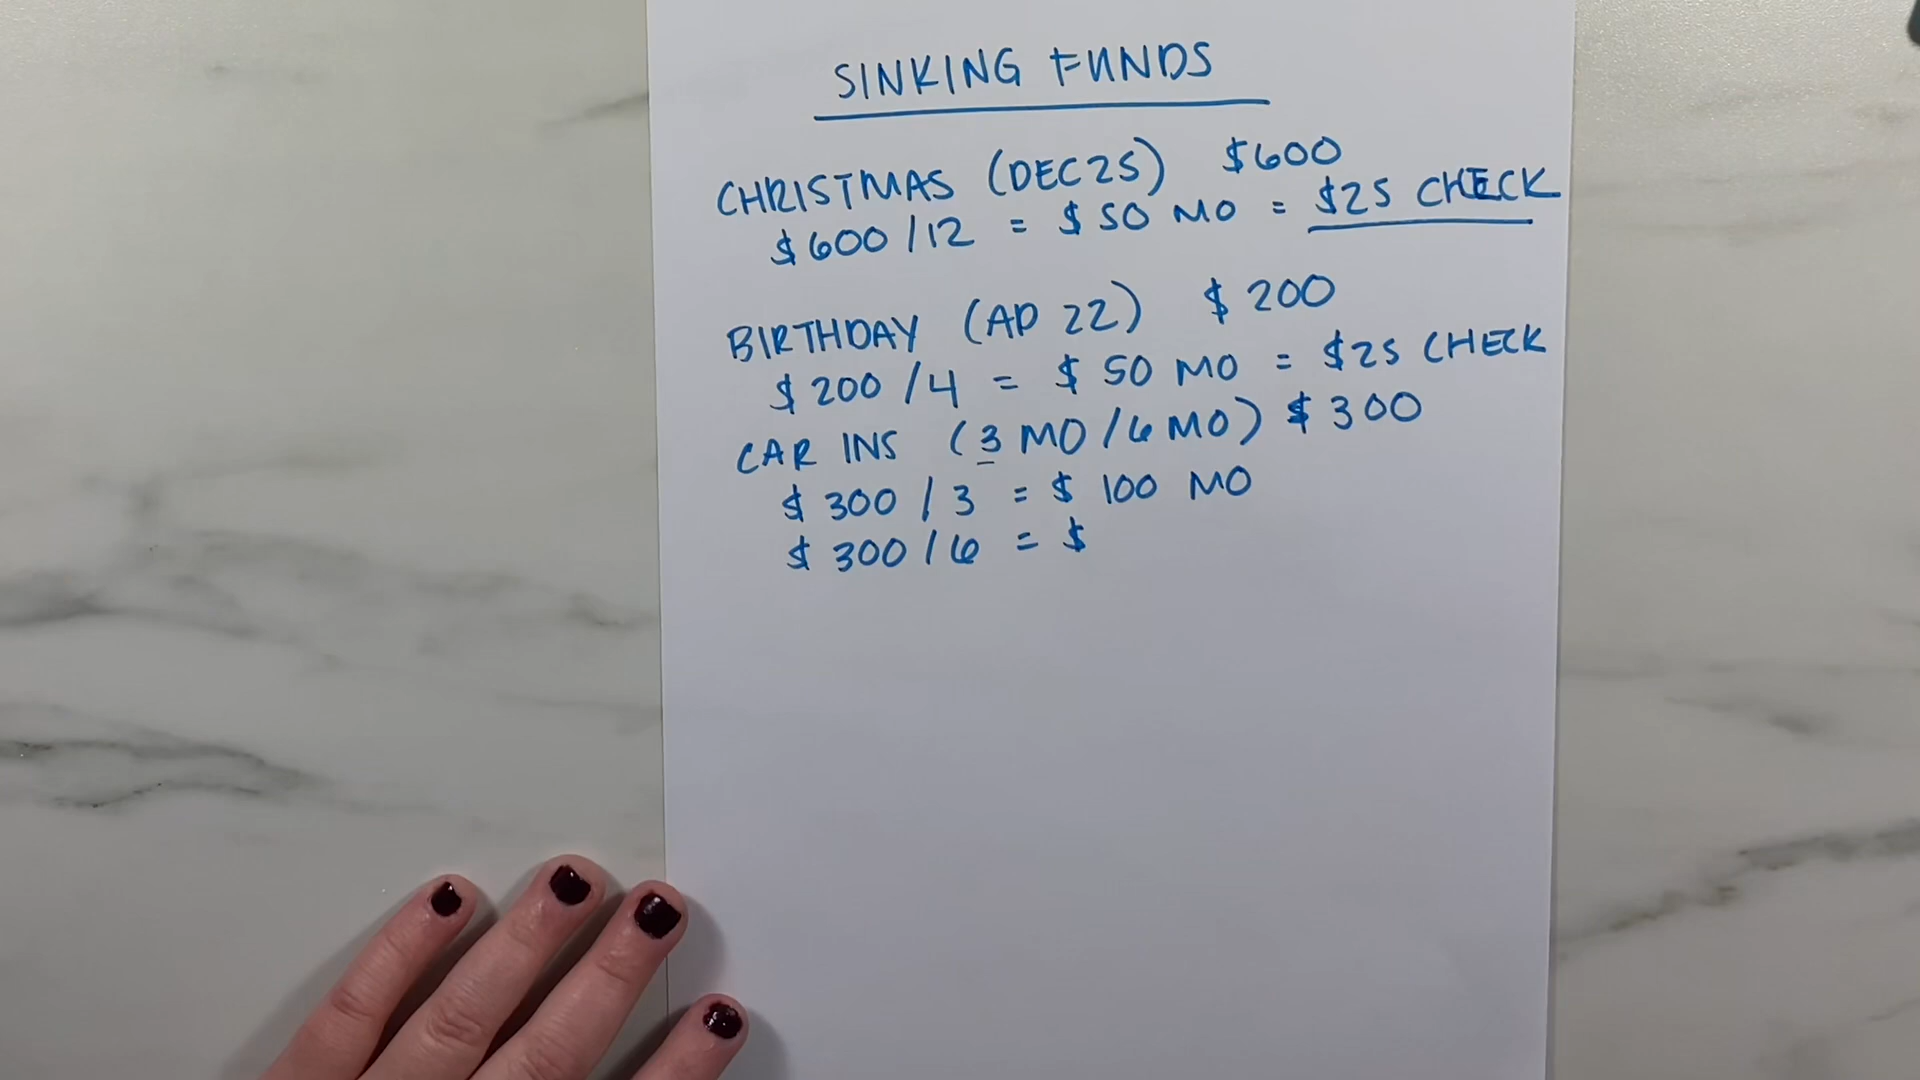 SINKING FUNDS
CHRISTMAS (DEC 25) $600
$600/12 = $50 MO = $25 CHECK
BIRTHDAY (AP 22) $200
$200/4 = $50 MO = $25 CHECK
CAR INS (3 MO/6 MO) $300
$300/3 = $100 MO
$300/6 = $